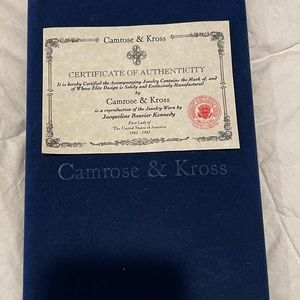 Camrose & Kross
CERTIFICATE OF AUTHENTICITY
It is hereby Certified the Accompanying Jewelry Contains the Mark of, and
of Whose Elite Design is Solely and Exclusively Manufactured
by
Camrose & Kross
is a reproduction of the Jewelry Worn by
Jacqueline Bouvier Kennedy
First Lady of
The United States of America
1961 - 1963
Camrose & Kross